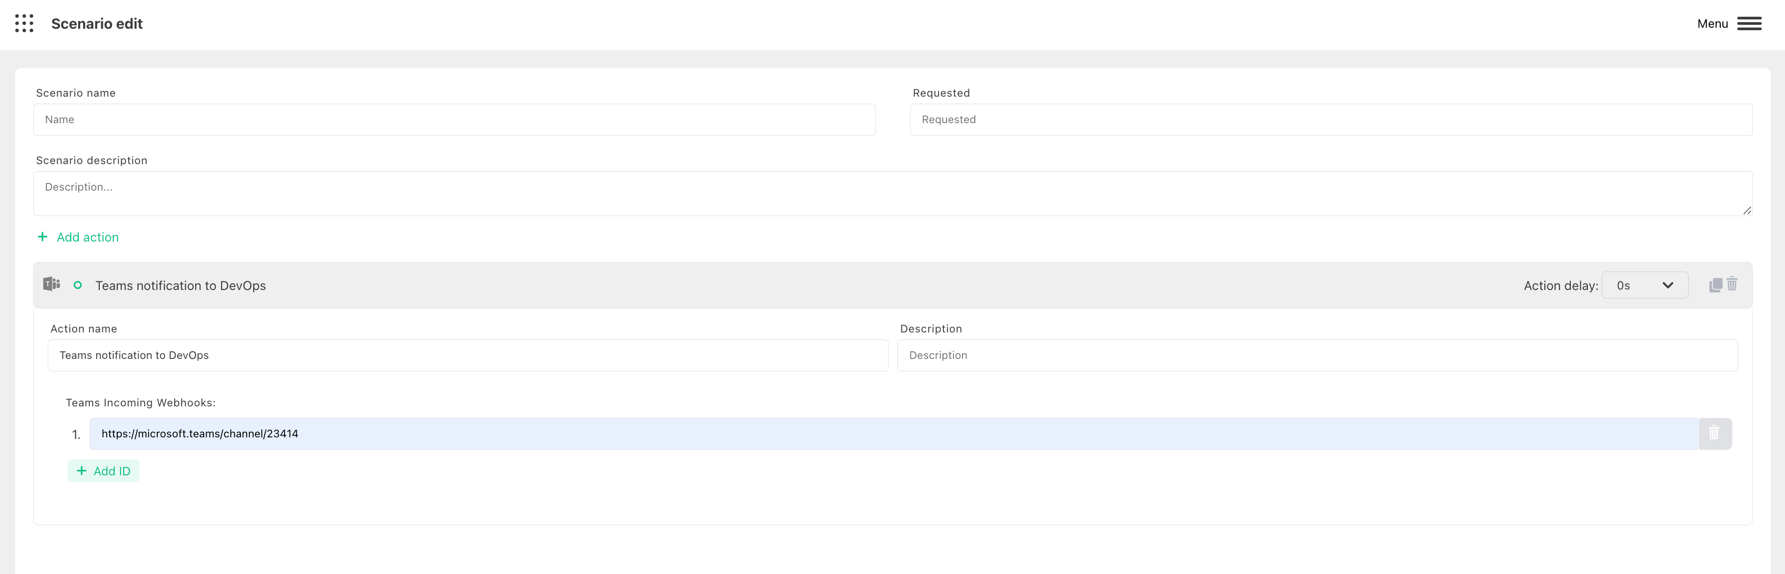 Scenario edit
Menu
Scenario name
Requested
Name
Requested
Scenario description
Description...
+ Add action
Teams notification to DevOps
Action delay: 0s
Action name
Description
Teams notification to DevOps
Description
Teams Incoming Webhooks:
1. https://microsoft.teams/channel/23414
+ Add ID